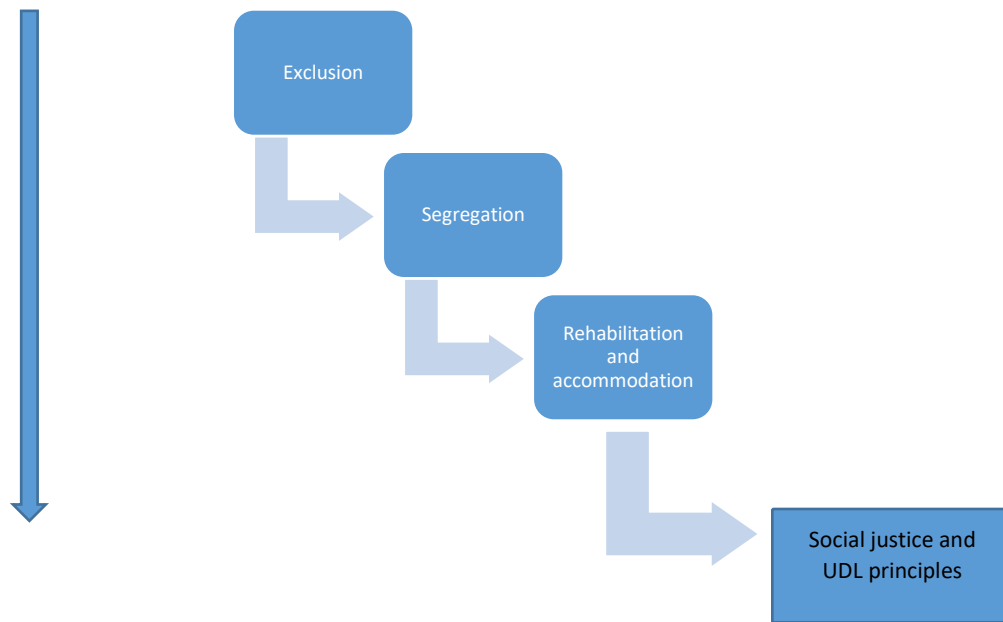 Exclusion
Segregation
Rehabilitation
and
accommodation
Social justice and
UDL principles